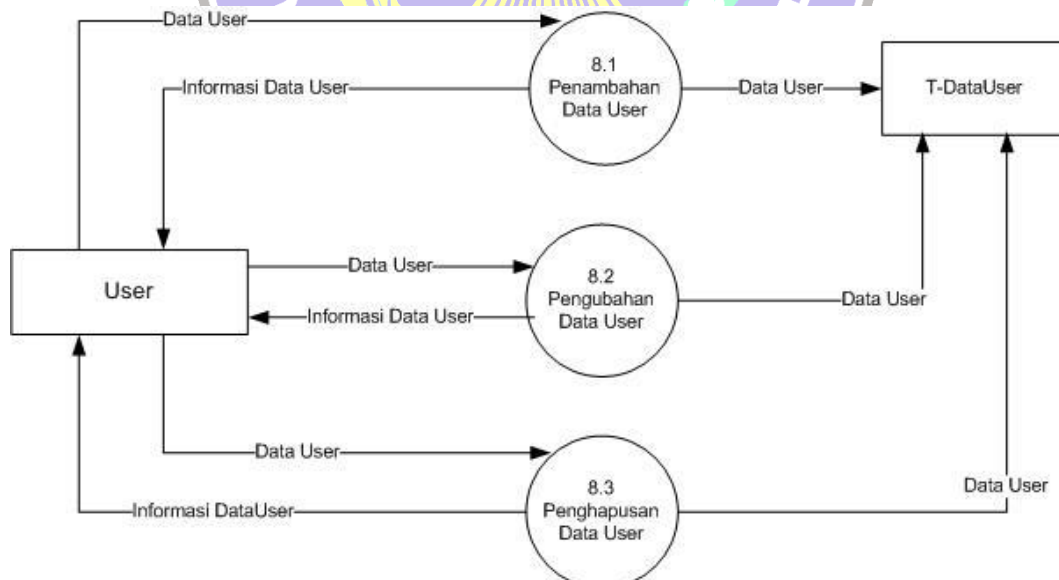 Data User
8.1
Penambahan
Data User
Informasi Data User
Data User
T-DataUser
User
Data User
8.2
Pengubahan
Data User
Informasi Data User
Data User
Data User
8.3
Penghapusan
Data User
Informasi DataUser
Data User